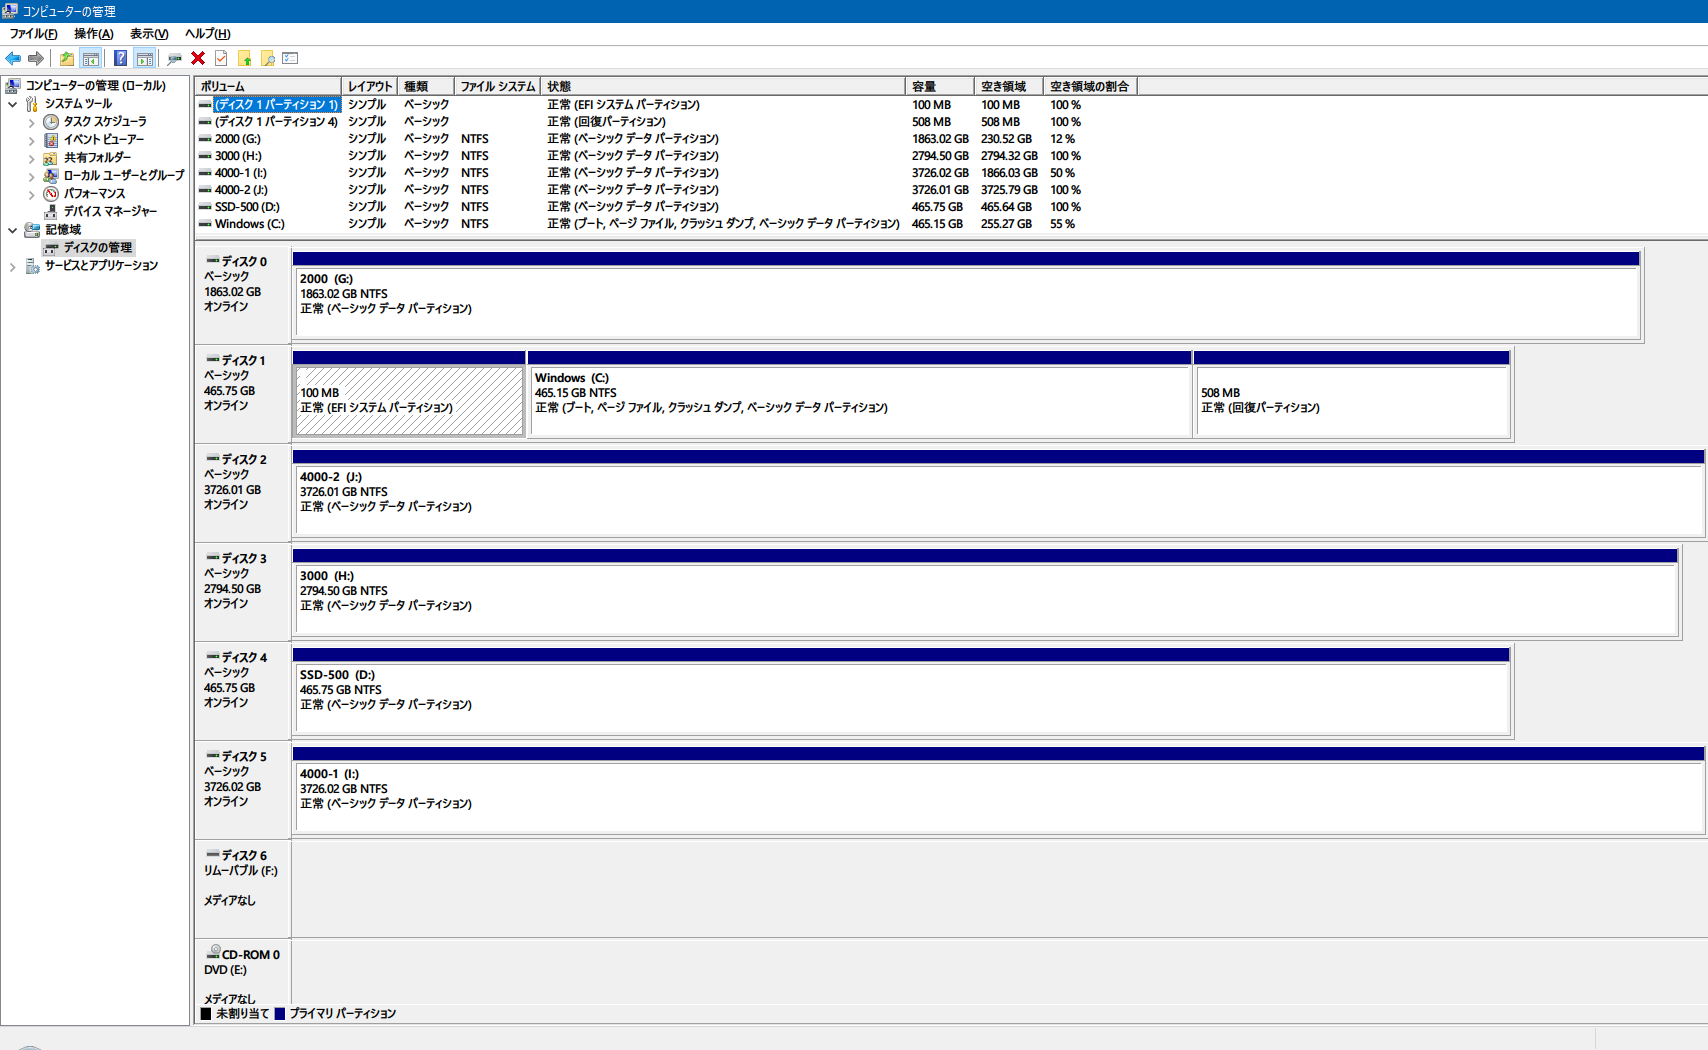 コンピューターの管理
ファイル(F) 操作(A) 表示(V) ヘルプ(H)
コンピューターの管理 (ローカル)
システム ツール
タスク スケジューラ
イベント ビューアー
共有フォルダー
ローカル ユーザーとグループ
パフォーマンス
デバイス マネージャー
記憶域
ディスクの管理
サービスとアプリケーション
ボリューム レイアウト 種類 ファイル システム 状態 容量 空き領域 空き領域の割合
(ディスク 1 パーティション 1) シンプル ベーシック 正常 (EFI システム パーティション) 100 MB 100 MB 100 %
(ディスク 1 パーティション 4) シンプル ベーシック 正常 (回復パーティション) 508 MB 508 MB 100 %
2000 (G:) シンプル ベーシック NTFS 正常 (ベーシック データ パーティション) 1863.02 GB 230.52 GB 12 %
3000 (H:) シンプル ベーシック NTFS 正常 (ベーシック データ パーティション) 2794.50 GB 2794.32 GB 100 %
4000-1 (I:) シンプル ベーシック NTFS 正常 (ベーシック データ パーティション) 3726.02 GB 1866.03 GB 50 %
4000-2 (J:) シンプル ベーシック NTFS 正常 (ベーシック データ パーティション) 3726.01 GB 3725.79 GB 100 %
SSD-500 (D:) シンプル ベーシック NTFS 正常 (ベーシック データ パーティション) 465.75 GB 465.64 GB 100 %
Windows (C:) シンプル ベーシック NTFS 正常 (ブート, ページ ファイル, クラッシュ ダンプ, ベーシック データ パーティション) 465.15 GB 255.27 GB 55 %
ディスク 0
ベーシック
1863.02 GB
オンライン
2000 (G:)
1863.02 GB NTFS
正常 (ベーシック データ パーティション)
ディスク 1
ベーシック
465.75 GB
オンライン
100 MB
正常 (EFI システム パーティション)
Windows (C:)
465.15 GB NTFS
正常 (ブート, ページ ファイル, クラッシュ ダンプ, ベーシック データ パーティション)
508 MB
正常 (回復パーティション)
ディスク 2
ベーシック
3726.01 GB
オンライン
4000-2 (J:)
3726.01 GB NTFS
正常 (ベーシック データ パーティション)
ディスク 3
ベーシック
2794.50 GB
オンライン
3000 (H:)
2794.50 GB NTFS
正常 (ベーシック データ パーティション)
ディスク 4
ベーシック
465.75 GB
オンライン
SSD-500 (D:)
465.75 GB NTFS
正常 (ベーシック データ パーティション)
ディスク 5
ベーシック
3726.02 GB
オンライン
4000-1 (I:)
3726.02 GB NTFS
正常 (ベーシック データ パーティション)
ディスク 6
リムーバブル (F:)
メディアなし
CD-ROM 0
DVD (E:)
メディアなし
未割り当て プライマリ パーティション